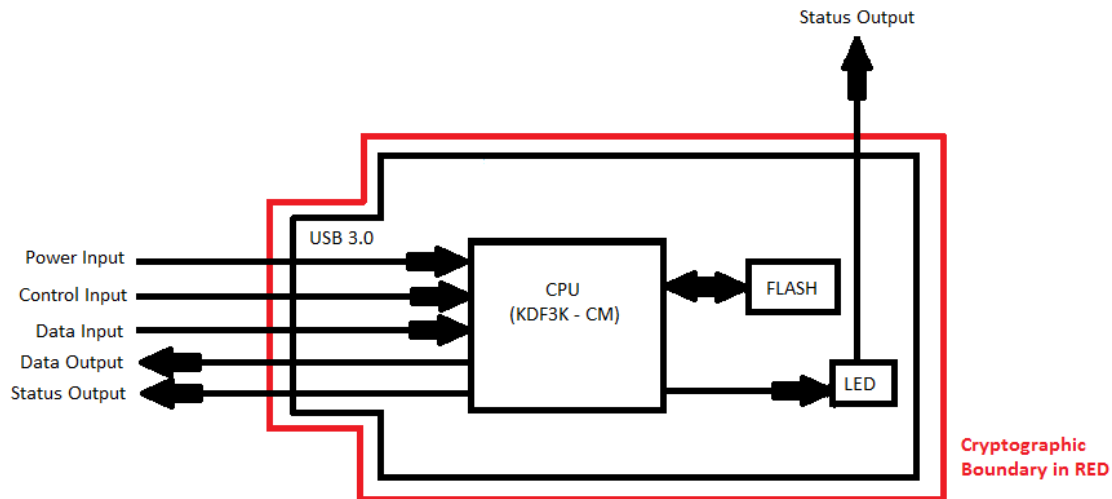 Status Output
USB 3.0
Power Input
Control Input
Data Input
Data Output
Status Output
CPU
(KDF3K - CM)
FLASH
LED
Cryptographic
Boundary in RED